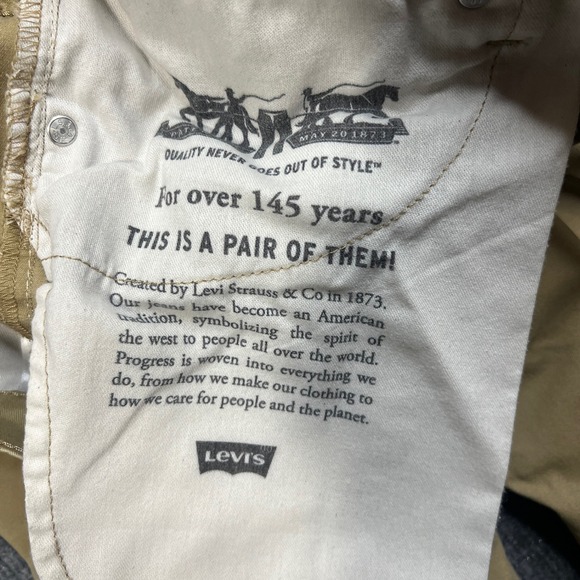 PAT'D MAY 20 1873
QUALITY NEVER GOES OUT OF STYLE™
For over 145 years
THIS IS A PAIR OF THEM!
Created by Levi Strauss & Co in 1873.
Our jeans have become an American
tradition, symbolizing the spirit of
the west to people all over the world.
Progress is woven into everything we
do, from how we make our clothing to
how we care for people and the planet.
Levi's